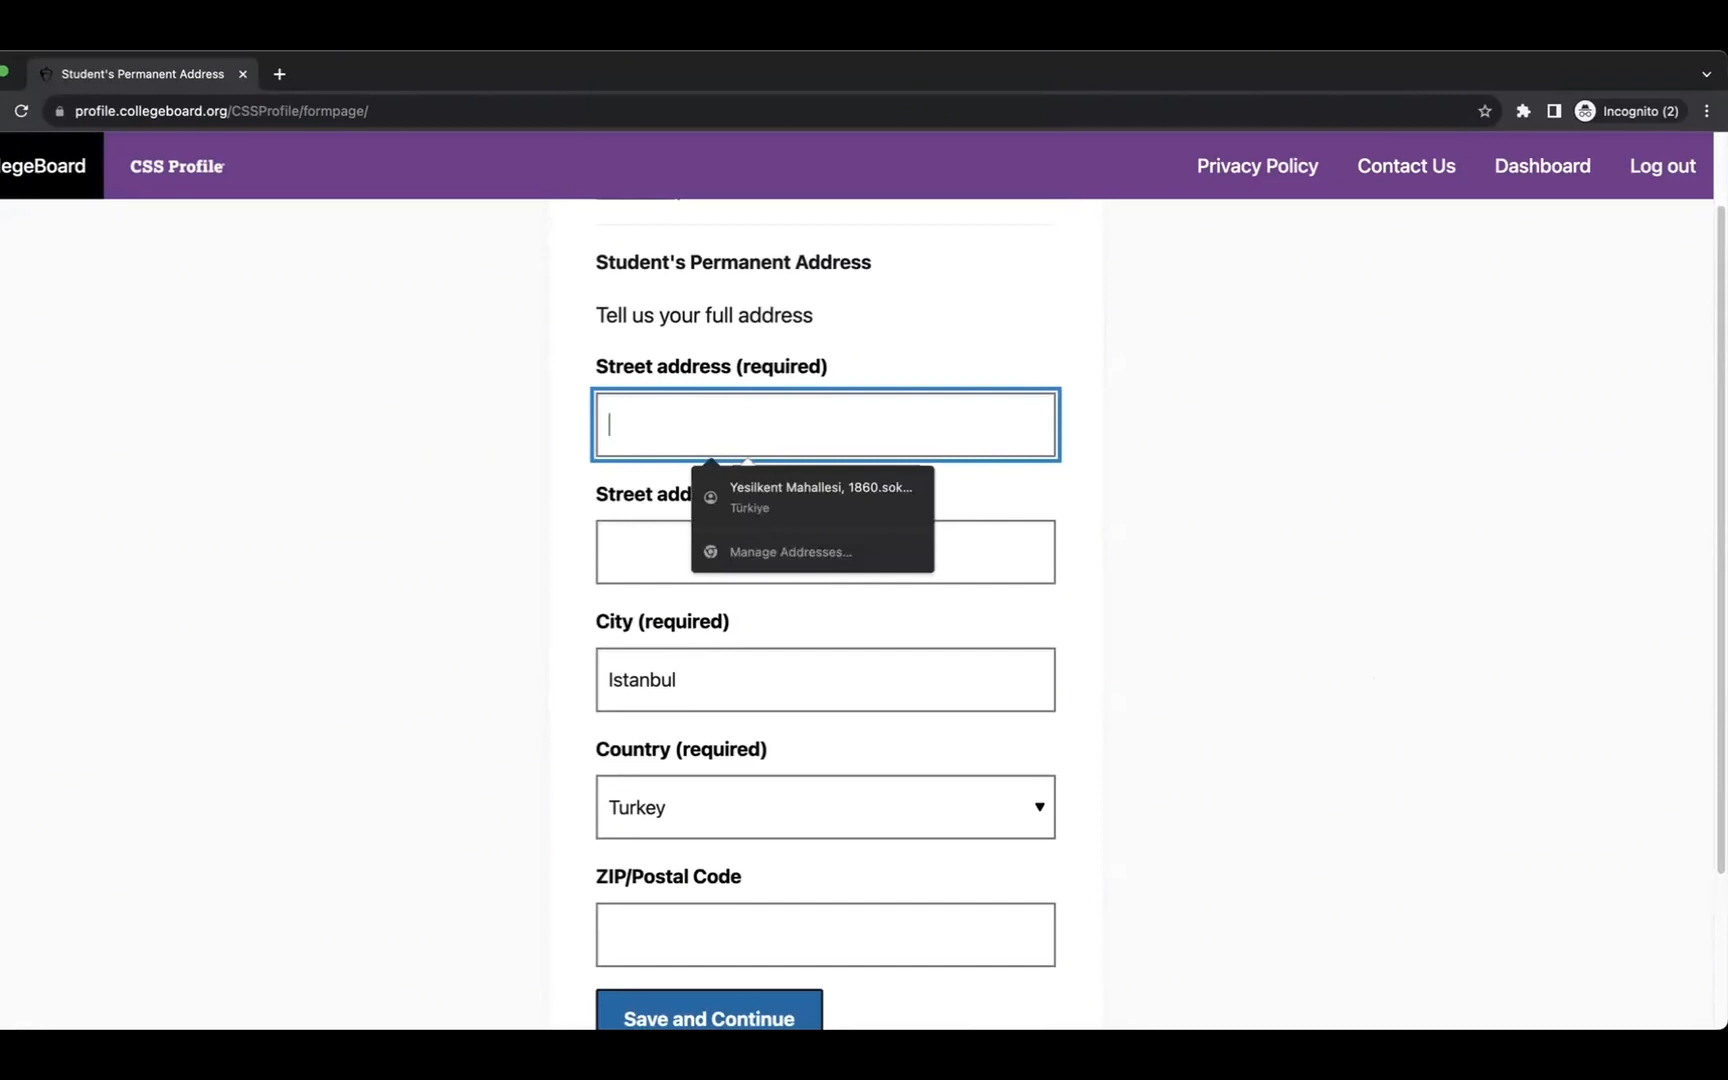 Student's Permanent Address
profile.collegeboard.org/CSSProfile/formpage/
Incognito (2)
legeBoard
CSS Profile
Privacy Policy
Contact Us
Dashboard
Log out
Student's Permanent Address
Tell us your full address
Street address (required)
Yesilkent Mahallesi, 1860.sok...
Street add
Türkiye
Manage Addresses...
City (required)
Istanbul
Country (required)
Turkey
ZIP/Postal Code
Save and Continue